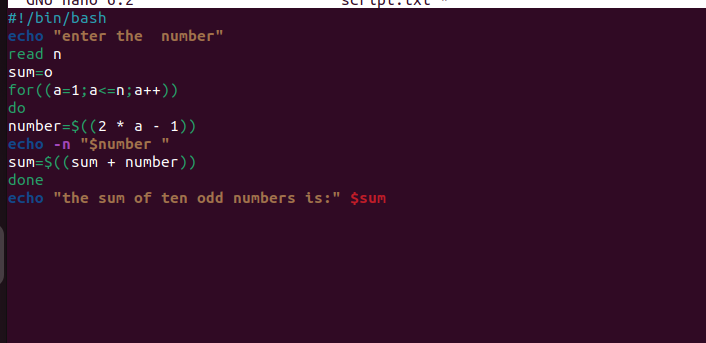 GNU nano 6.2 script.txt *
#!/bin/bash
echo "enter the  number"
read n
sum=o
for((a=1;a<=n;a++))
do
number=$((2 * a - 1))
echo -n "$number "
sum=$((sum + number))
done
echo "the sum of ten odd numbers is:" $sum